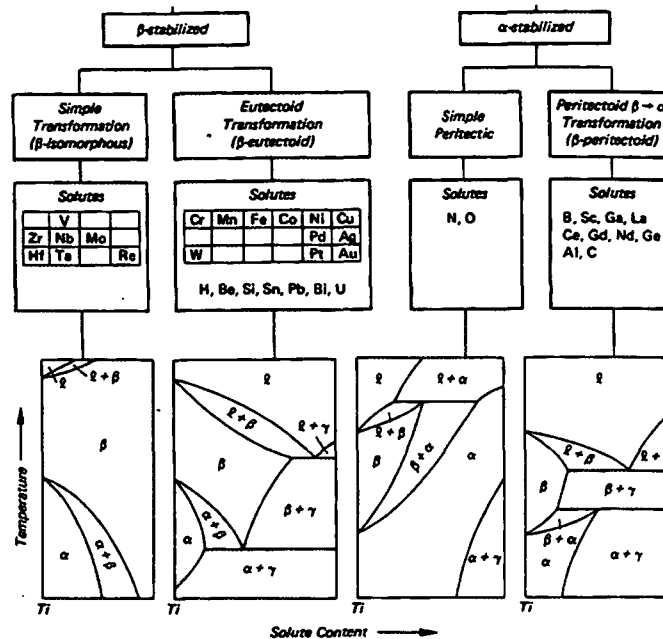 β-stabilized
α-stabilized
Simple
Transformation
(β-isomorphous)
Eutectoid
Transformation
(β-eutectoid)
Simple
Peritectic
Peritectoid β → α
Transformation
(β-peritectoid)
Solutes
V
Zr Nb Mo
Hf Ta Re
Solutes
Cr Mn Fe Co Ni Cu
Pd Ag
W Pt Au
H, Be, Si, Sn, Pb, Bi, U
Solutes
N, O
Solutes
B, Sc, Ga, La
Ce, Gd, Nd, Ge
Al, C
Temperature
ℓ
ℓ + β
β
α
α + β
Ti
ℓ
ℓ + β
ℓ + γ
β
α + β
α
β + γ
α + γ
Ti
ℓ
ℓ + α
ℓ + β
β
β + α
α
α + γ
Ti
ℓ
ℓ + β
ℓ +
β
β + γ
β + α
α
α + γ
Ti
Solute Content